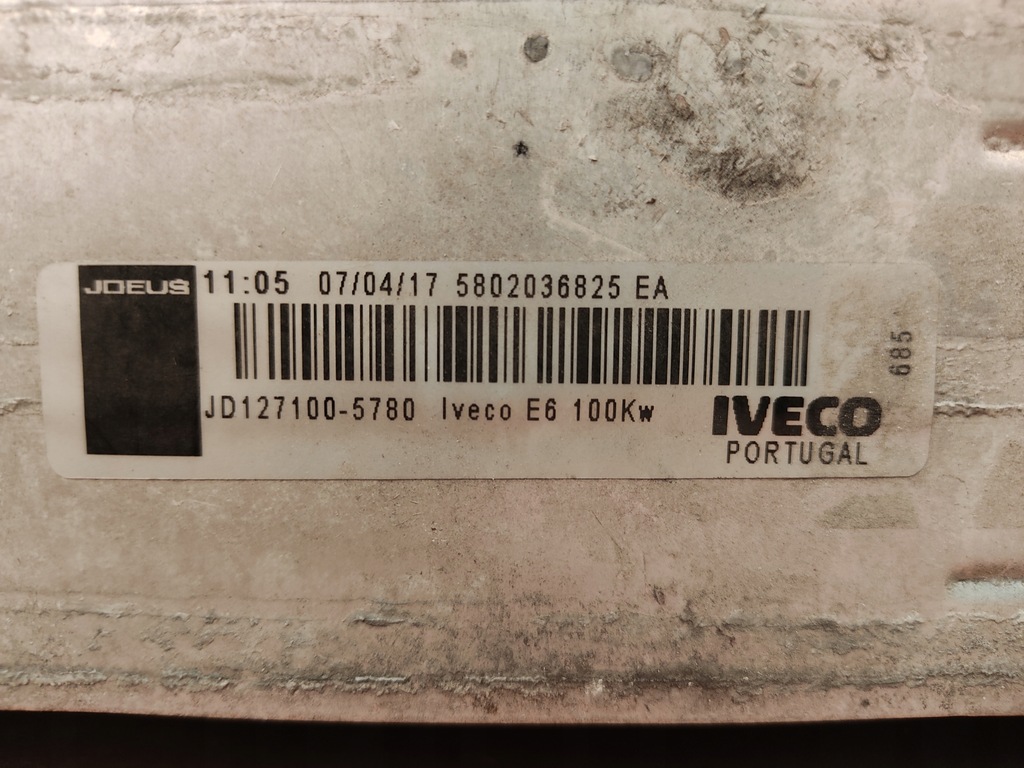 JDEUS
11:05 07/04/17 5802036825 EA
JD127100-5780 Iveco E6 100Kw
IVECO
PORTUGAL
685